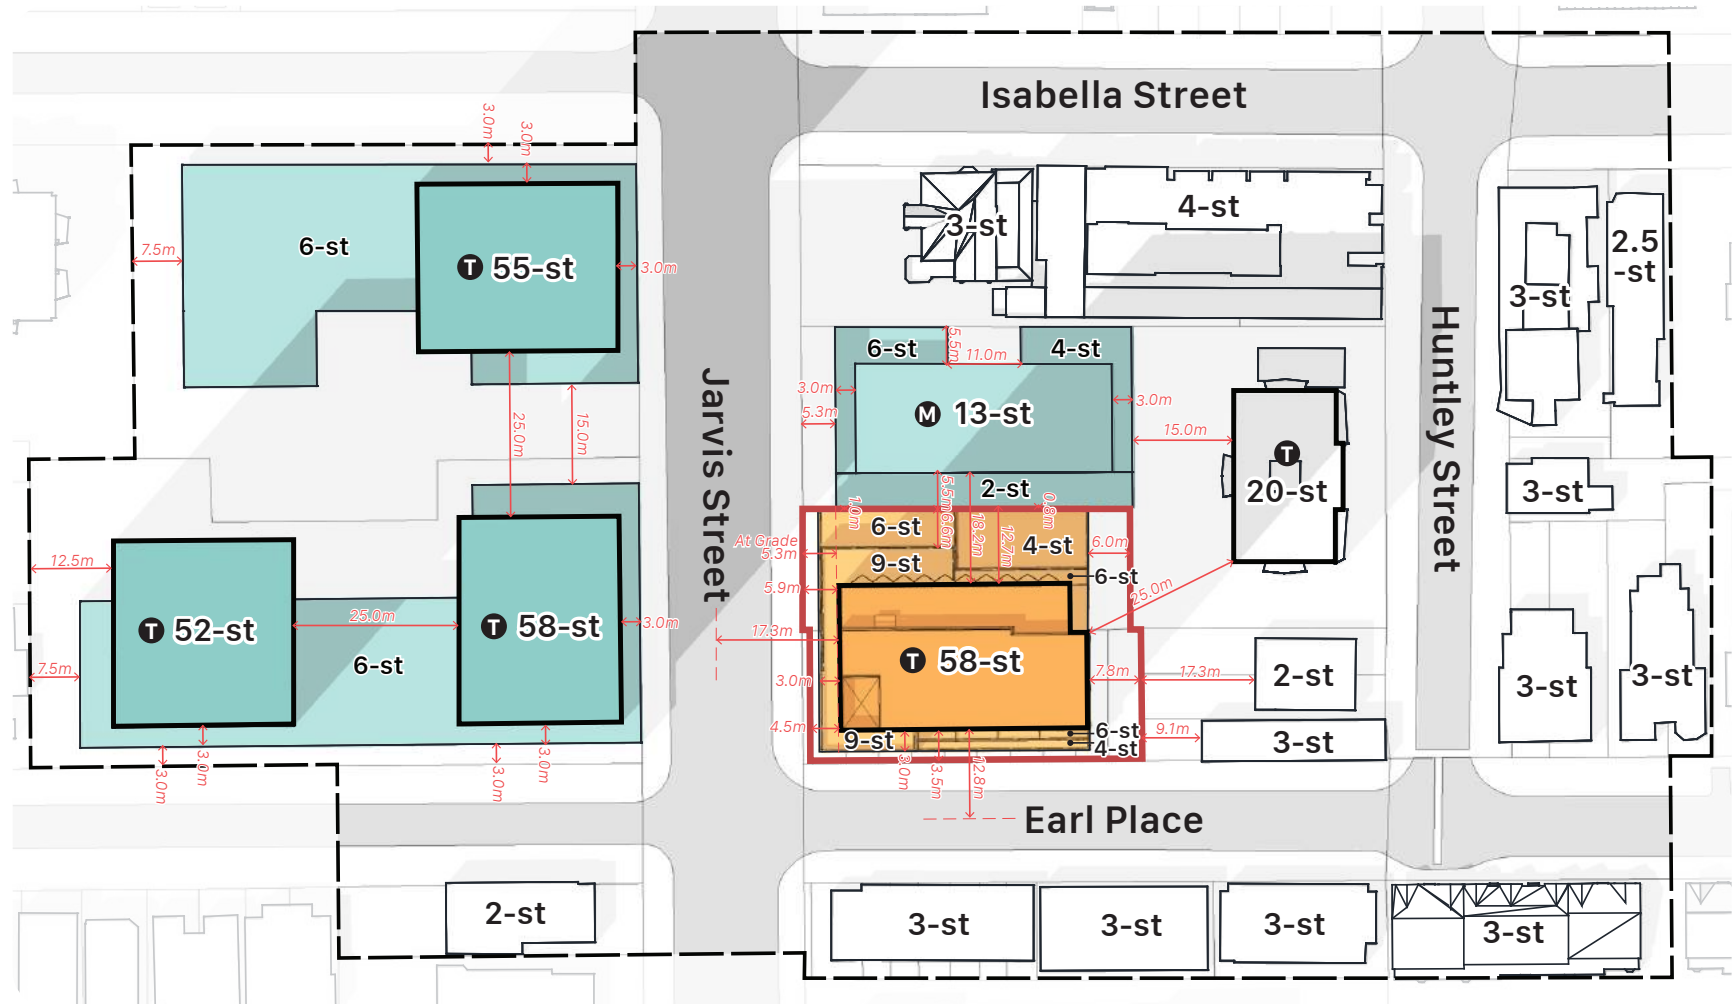 Isabella Street
3.0m
3.0m
3-st
4-st
2.5
-st
6-st
T 55-st
7.5m
3.0m
3-st
Huntley Street
6-st
5.5m
11.0m
4-st
Jarvis Street
3.0m
M 13-st
3.0m
5.3m
25.0m
15.0m
15.0m
T
20-st
3-st
2-st
5.5m
6.6m
18.2m
12.7m
0.8m
1.0m
6-st
4-st
At Grade
5.3m
9-st
6.0m
6-st
12.5m
5.9m
25.0m
T 52-st
25.0m
T 58-st
3.0m
17.3m
6-st
7.5m
T 58-st
3.0m
7.8m
17.3m
2-st
3-st
3-st
4.5m
9-st
6-st
4-st
9.1m
3-st
3.0m
3.0m
3.0m
3.0m
3.0m
3.5m
12.8m
Earl Place
2-st
3-st
3-st
3-st
3-st